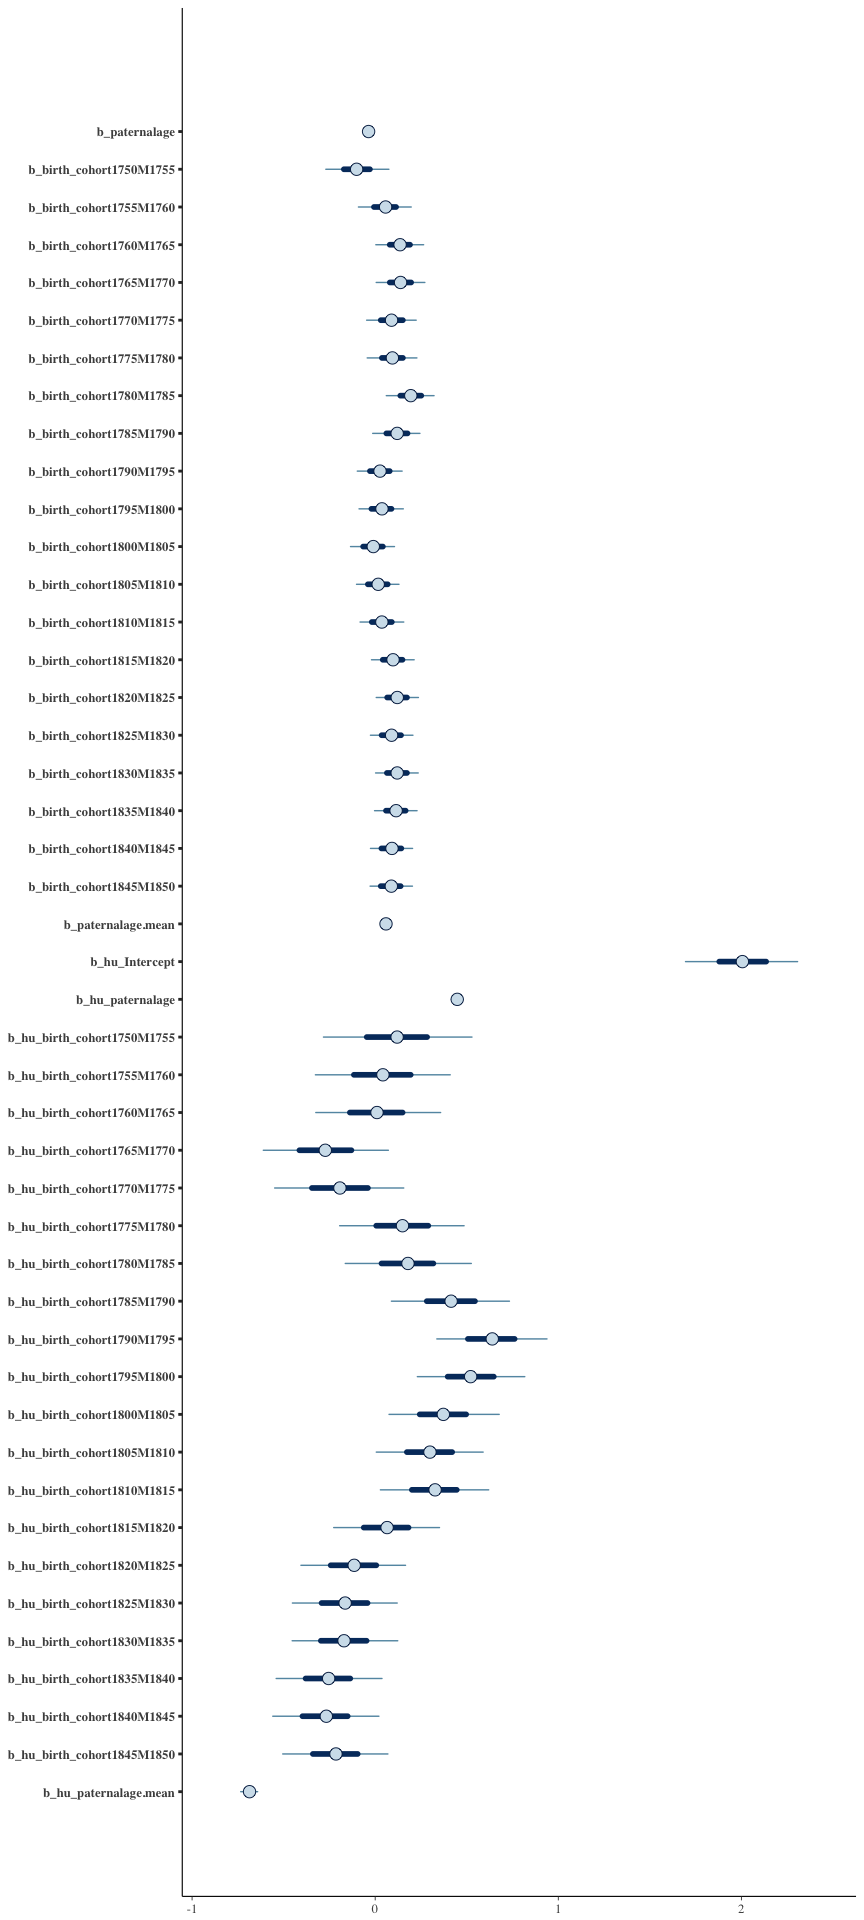 b_paternalage
b_birth_cohort1750M1755
b_birth_cohort1755M1760
b_birth_cohort1760M1765
b_birth_cohort1765M1770
b_birth_cohort1770M1775
b_birth_cohort1775M1780
b_birth_cohort1780M1785
b_birth_cohort1785M1790
b_birth_cohort1790M1795
b_birth_cohort1795M1800
b_birth_cohort1800M1805
b_birth_cohort1805M1810
b_birth_cohort1810M1815
b_birth_cohort1815M1820
b_birth_cohort1820M1825
b_birth_cohort1825M1830
b_birth_cohort1830M1835
b_birth_cohort1835M1840
b_birth_cohort1840M1845
b_birth_cohort1845M1850
b_paternalage.mean
b_hu_Intercept
b_hu_paternalage
b_hu_birth_cohort1750M1755
b_hu_birth_cohort1755M1760
b_hu_birth_cohort1760M1765
b_hu_birth_cohort1765M1770
b_hu_birth_cohort1770M1775
b_hu_birth_cohort1775M1780
b_hu_birth_cohort1780M1785
b_hu_birth_cohort1785M1790
b_hu_birth_cohort1790M1795
b_hu_birth_cohort1795M1800
b_hu_birth_cohort1800M1805
b_hu_birth_cohort1805M1810
b_hu_birth_cohort1810M1815
b_hu_birth_cohort1815M1820
b_hu_birth_cohort1820M1825
b_hu_birth_cohort1825M1830
b_hu_birth_cohort1830M1835
b_hu_birth_cohort1835M1840
b_hu_birth_cohort1840M1845
b_hu_birth_cohort1845M1850
b_hu_paternalage.mean
-1 0 1 2